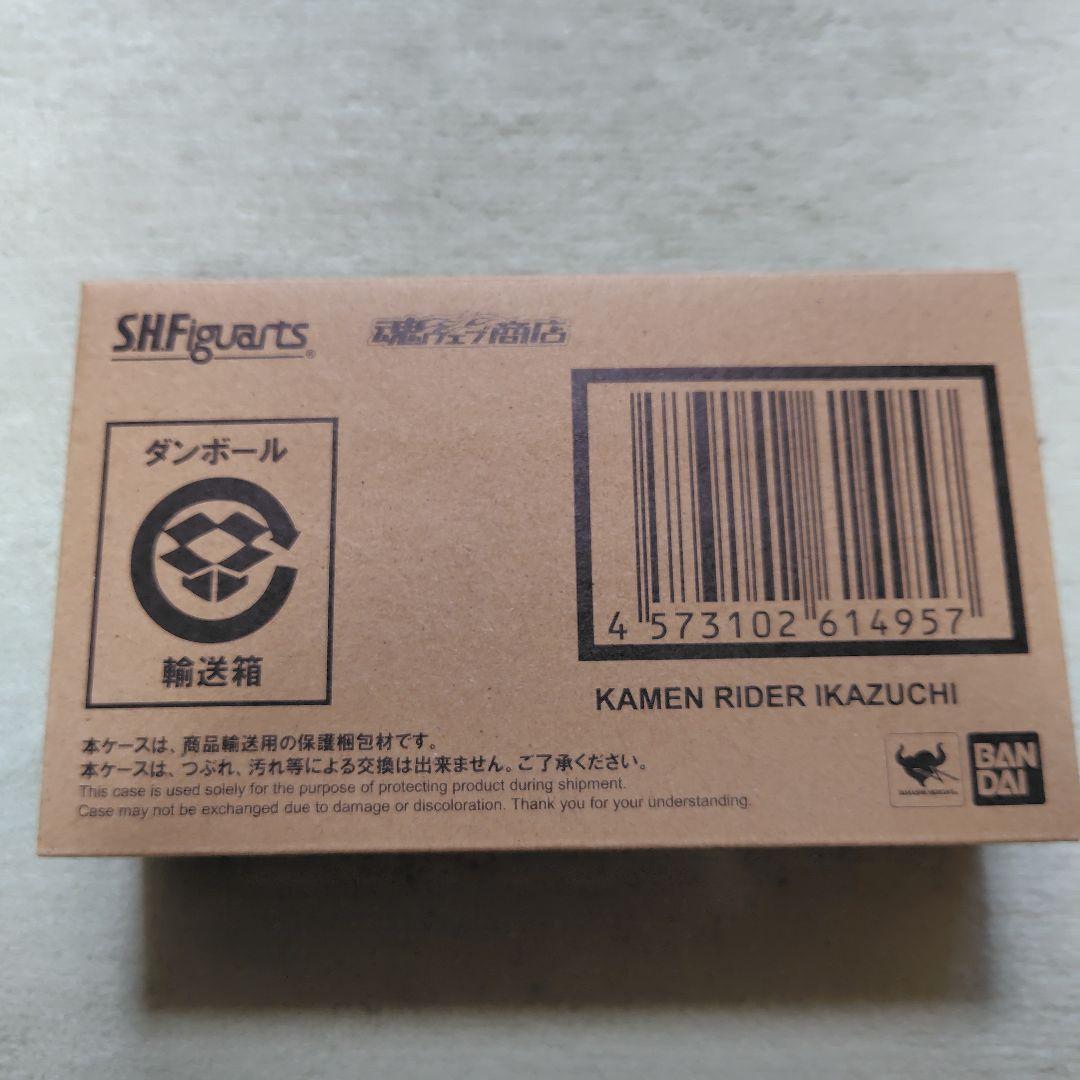 S.H.Figuarts®
魂ウェブ商店
ダンボール
輸送箱
4 573102 614957
KAMEN RIDER IKAZUCHI
本ケースは、商品輸送用の保護梱包材です。
本ケースは、つぶれ、汚れ等による交換は出来ません。ご了承ください。
This case is used solely for the purpose of protecting product during shipment.
Case may not be exchanged due to damage or discoloration. Thank you for your understanding.
BAN
DAI